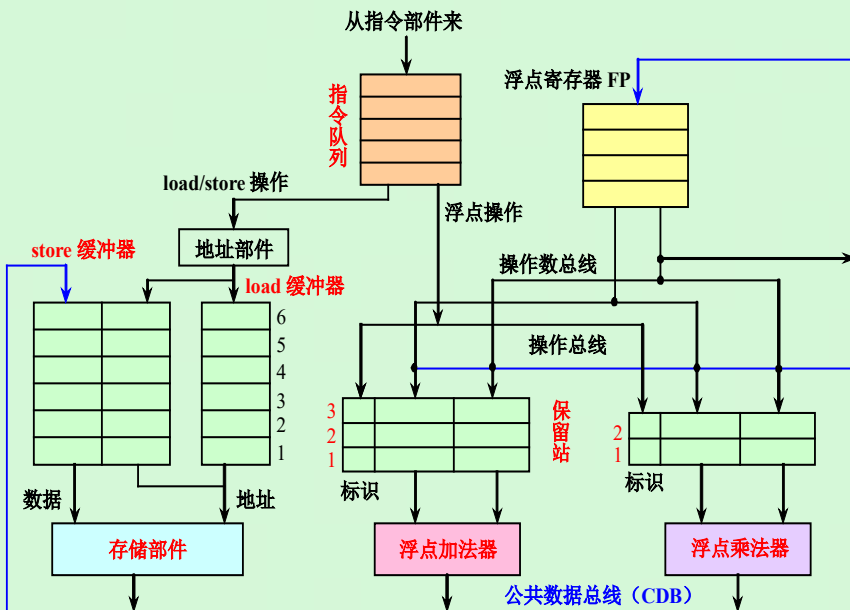 从指令部件来
浮点寄存器 FP
指令队列
load/store 操作
浮点操作
地址部件
store 缓冲器
操作数总线
load 缓冲器
6
5
4
3
2
1
操作总线
3
2
1
保留站
2
1
标识
标识
数据
地址
存储部件
浮点加法器
浮点乘法器
公共数据总线（CDB）